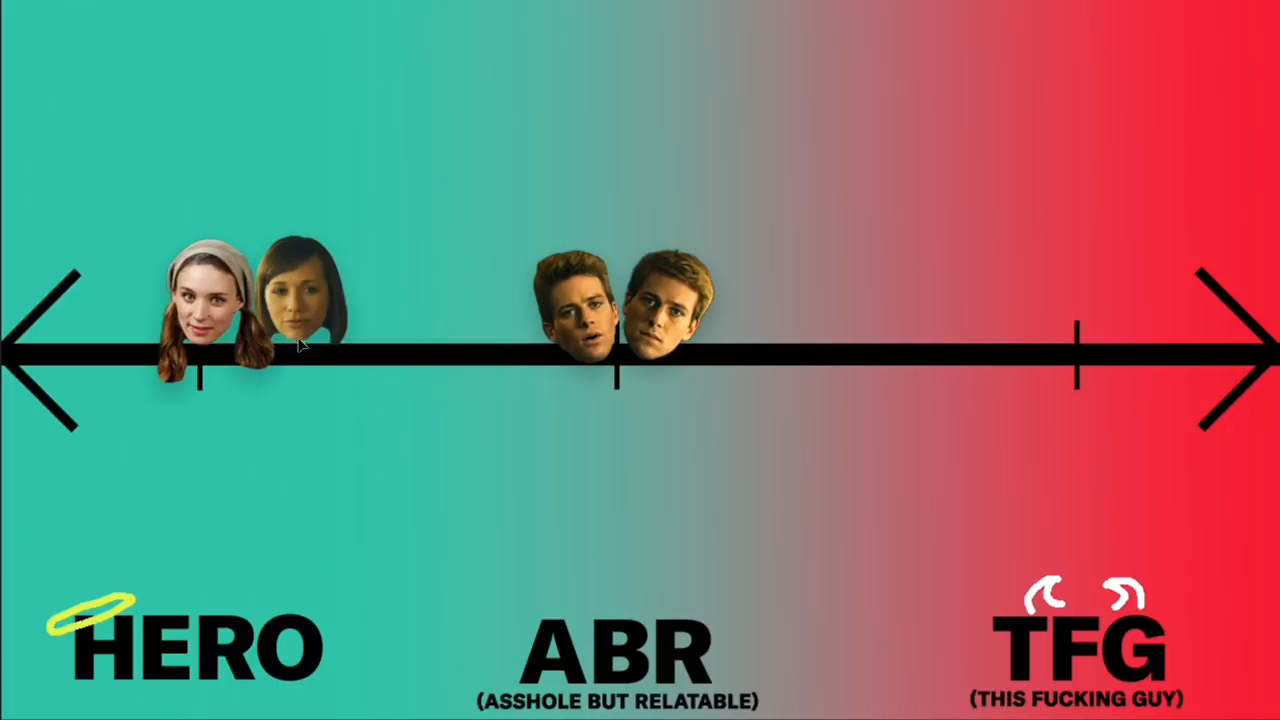 HERO
ABR
(ASSHOLE BUT RELATABLE)
TFG
(THIS FUCKING GUY)